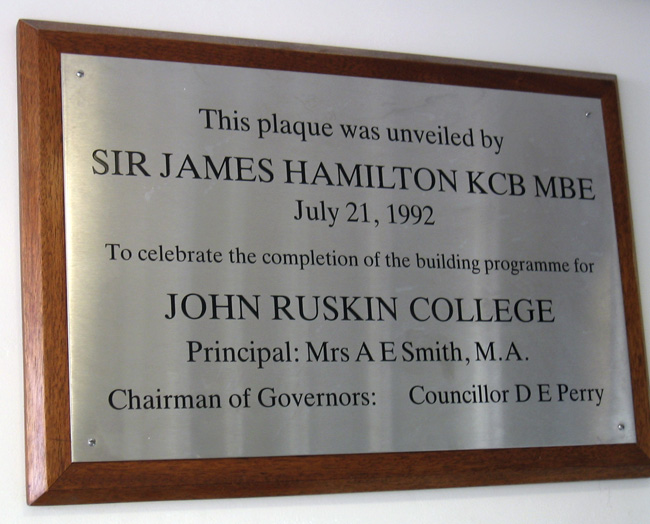 This plaque was unveiled by
SIR JAMES HAMILTON KCB MBE
July 21, 1992
To celebrate the completion of the building programme for
JOHN RUSKIN COLLEGE
Principal: Mrs A E Smith, M.A.
Chairman of Governors: Councillor D E Perry